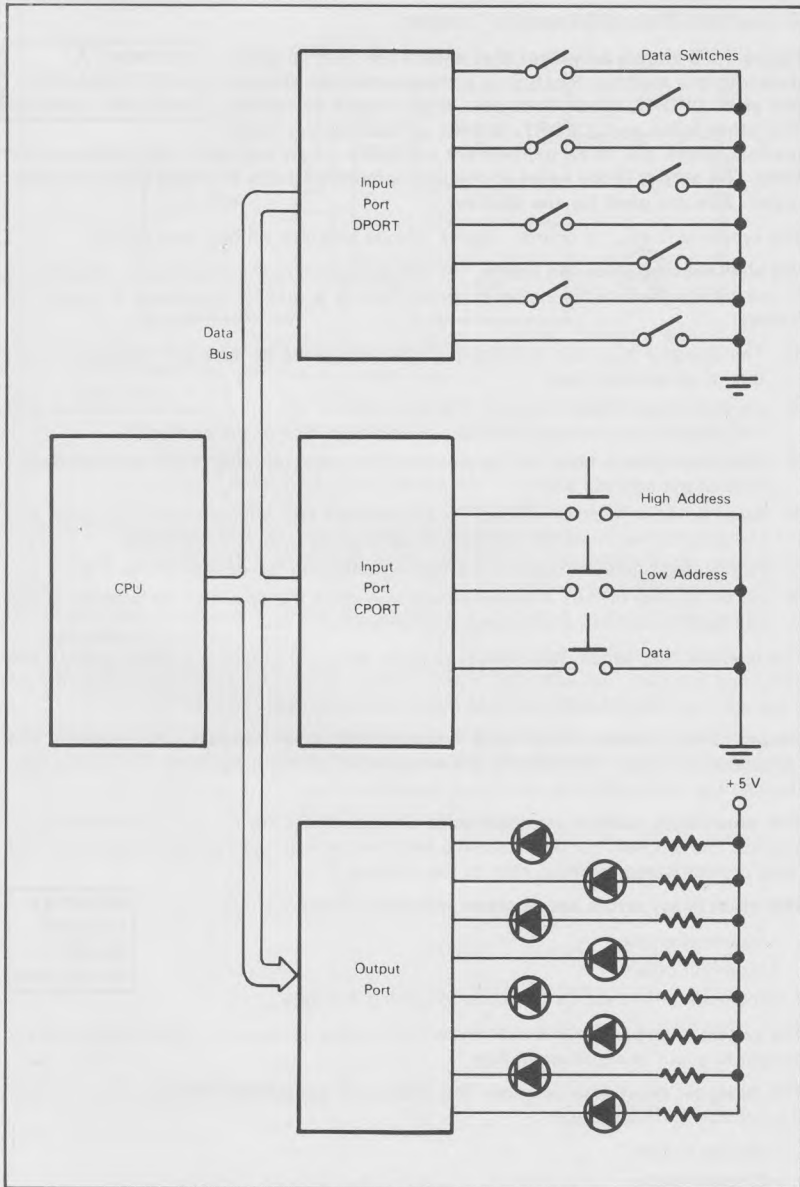 Data Switches
Input
Port
DPORT
Data
Bus
High Address
CPU
Input
Port
CPORT
Low Address
Data
+ 5 V
Output
Port